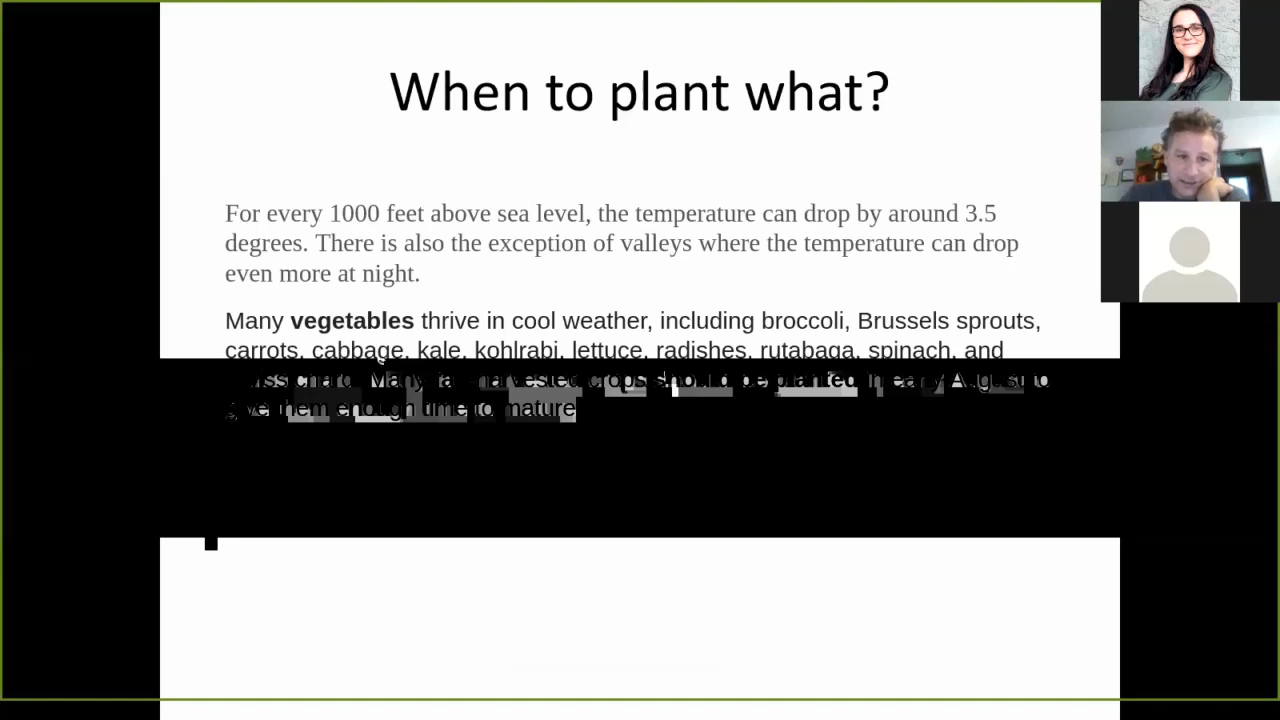 When to plant what?
For every 1000 feet above sea level, the temperature can drop by around 3.5
degrees. There is also the exception of valleys where the temperature can drop
even more at night.
Many vegetables thrive in cool weather, including broccoli, Brussels sprouts,
carrots, cabbage, kale, kohlrabi, lettuce, radishes, rutabaga, spinach, and
Swiss chard. Many fall-harvested crops should be planted in early August to
give them enough time to mature